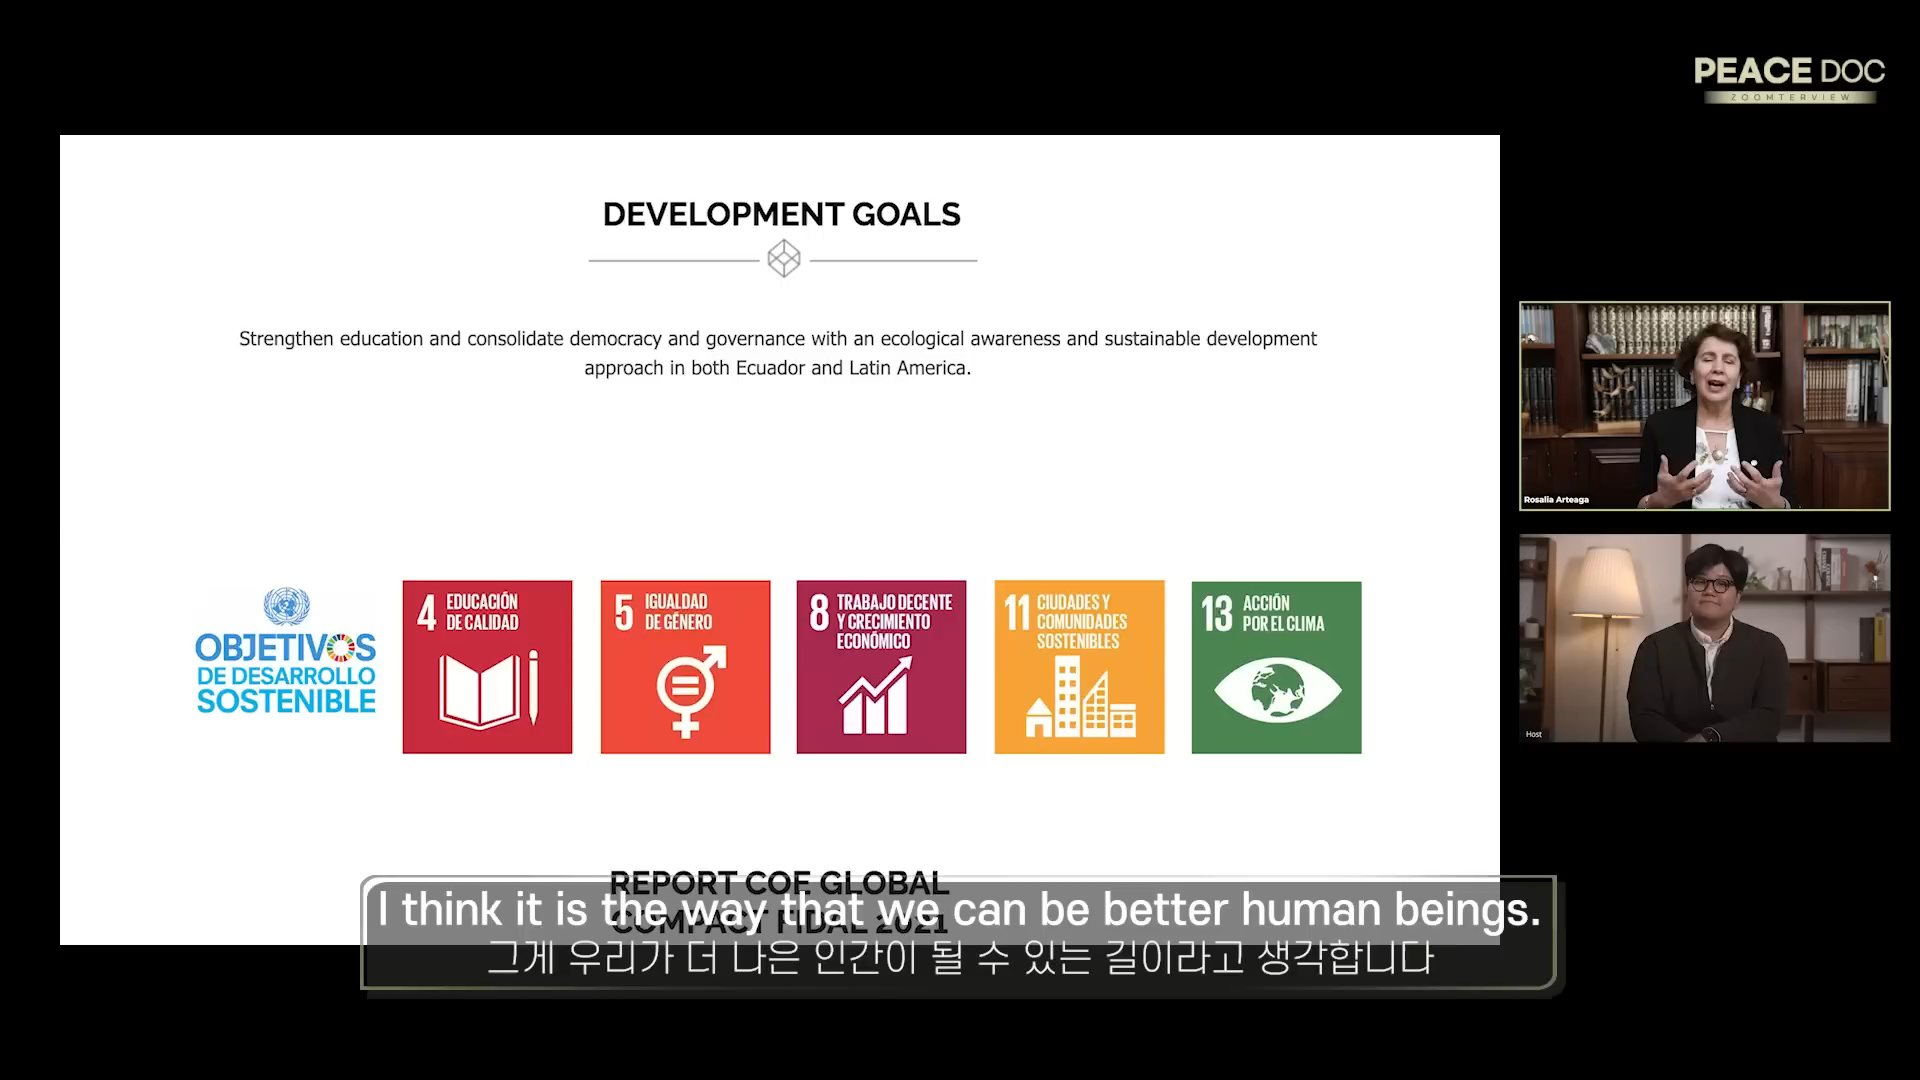 PEACE DOC
ZOOMTERVIEW
DEVELOPMENT GOALS
Strengthen education and consolidate democracy and governance with an ecological awareness and sustainable development
approach in both Ecuador and Latin America.
OBJETIVOS
DE DESARROLLO
SOSTENIBLE
4 EDUCACIÓN
DE CALIDAD
5 IGUALDAD
DE GÉNERO
8 TRABAJO DECENTE
Y CRECIMIENTO
ECONÓMICO
11 CIUDADES Y
COMUNIDADES
SOSTENIBLES
13 ACCIÓN
POR EL CLIMA
Rosalia Arteaga
Host
REPORT COE GLOBAL
COMPACT FIDAL 2021
I think it is the way that we can be better human beings.
그게 우리가 더 나은 인간이 될 수 있는 길이라고 생각합니다